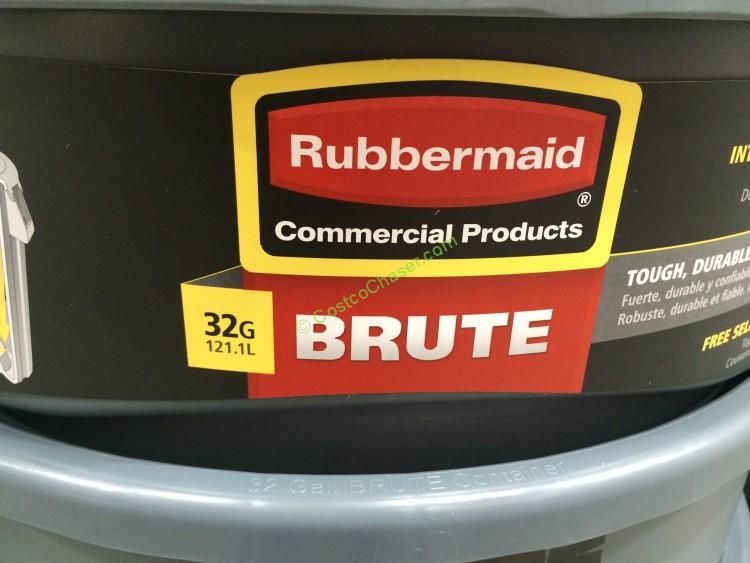 Rubbermaid
®
Commercial Products
© CostcoChaser.com
32G
121.1L
BRUTE
INT
TOUGH, DURABLE
Fuerte, durable y confiabl
Robuste, durable et fiable.
FREE SEL
32 Gal. BRUTE Container